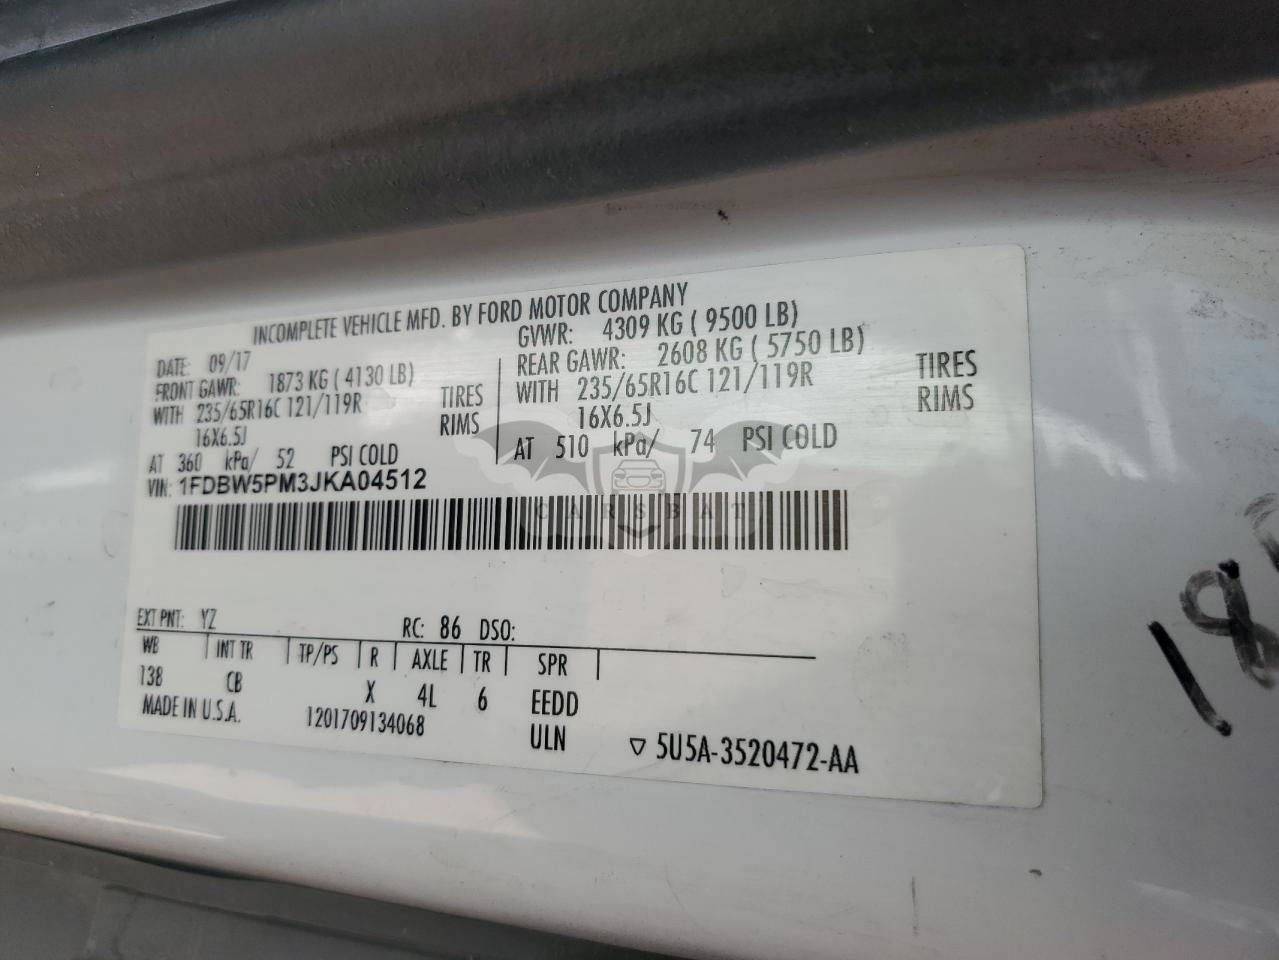 INCOMPLETE VEHICLE MFD. BY FORD MOTOR COMPANY
DATE: 09/17 GVWR: 4309 KG ( 9500 LB)
FRONT GAWR: 1873 KG ( 4130 LB) REAR GAWR: 2608 KG ( 5750 LB)
WITH 235/65R16C 121/119R TIRES WITH 235/65R16C 121/119R TIRES
16X6.5J RIMS 16X6.5J RIMS
AT 360 kPa/ 52 PSI COLD AT 510 kPa/ 74 PSI COLD
VIN: 1FDBW5PM3JKA04512
CARSBAT
EXT PNT: YZ RC: 86 DSO:
WB INT TR TP/PS R AXLE TR SPR
138 CB X 4L 6 EEDD
MADE IN U.S.A. 1201709134068 ULN ▽ 5U5A-3520472-AA